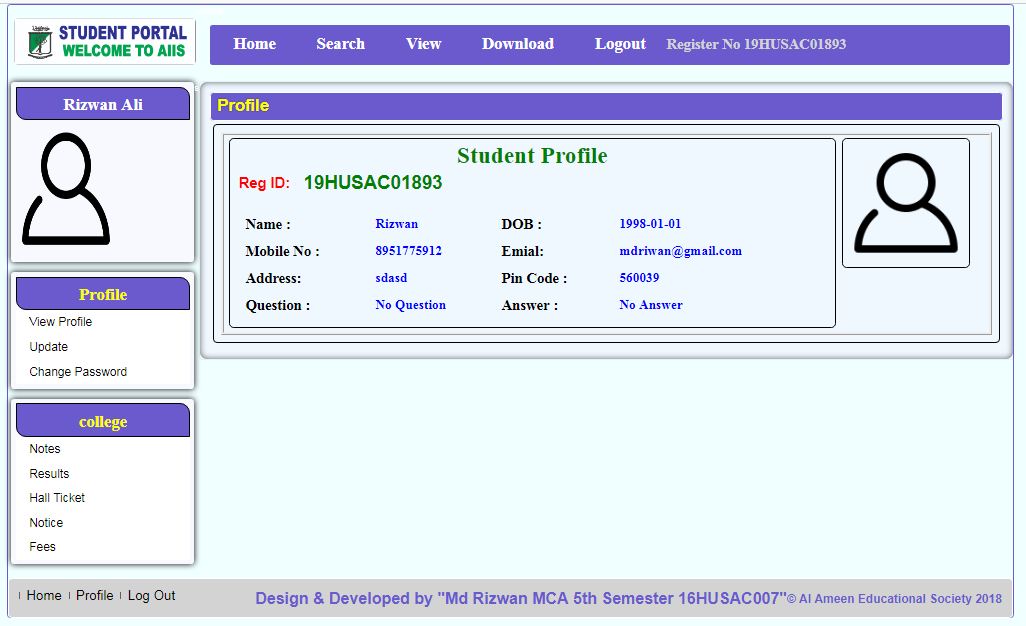 STUDENT PORTAL
WELCOME TO AIIS
Home Search View Download Logout Register No 19HUSAC01893
Rizwan Ali
Profile
View Profile
Update
Change Password
college
Notes
Results
Hall Ticket
Notice
Fees
Profile
Student Profile
Reg ID: 19HUSAC01893
Name : Rizwan DOB : 1998-01-01
Mobile No : 8951775912 Emial: mdriwan@gmail.com
Address: sdasd Pin Code : 560039
Question : No Question Answer : No Answer
Home Profile Log Out Design & Developed by "Md Rizwan MCA 5th Semester 16HUSAC007"© Al Ameen Educational Society 2018